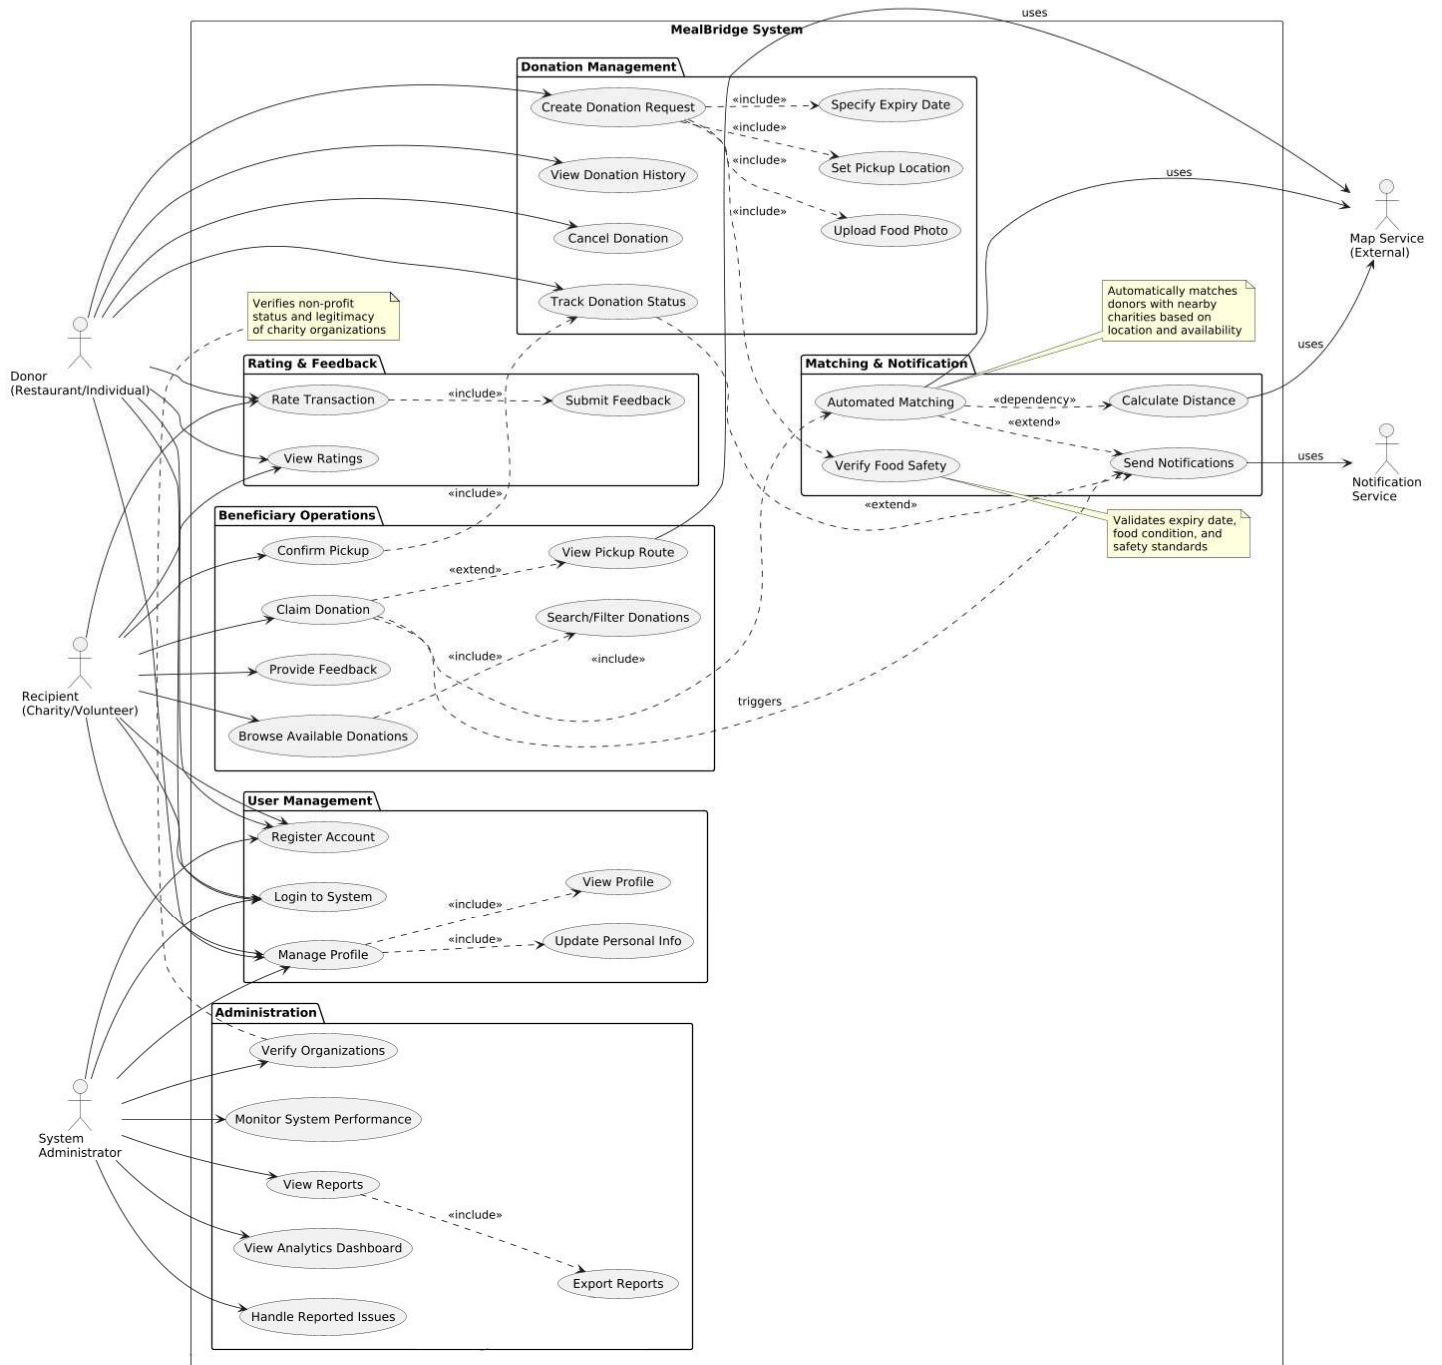 uses
MealBridge System
Donation Management
Create Donation Request
«include»
Specify Expiry Date
«include»
Set Pickup Location
«include»
View Donation History
uses
«include»
Upload Food Photo
Cancel Donation
Map Service
(External)
Track Donation Status
Verifies non-profit
status and legitimacy
of charity organizations
Automatically matches
donors with nearby
charities based on
location and availability
uses
Donor
(Restaurant/Individual)
Rating & Feedback
Rate Transaction
«include»
Submit Feedback
View Ratings
«include»
Matching & Notification
Automated Matching
«dependency»
Calculate Distance
«extend»
Verify Food Safety
Send Notifications
uses
Notification
Service
«extend»
Validates expiry date,
food condition, and
safety standards
Beneficiary Operations
Confirm Pickup
View Pickup Route
«extend»
Claim Donation
Search/Filter Donations
«include»
«include»
Provide Feedback
Browse Available Donations
triggers
Recipient
(Charity/Volunteer)
User Management
Register Account
View Profile
Login to System
«include»
«include»
Update Personal Info
Manage Profile
Administration
Verify Organizations
Monitor System Performance
System
Administrator
View Reports
«include»
View Analytics Dashboard
Export Reports
Handle Reported Issues